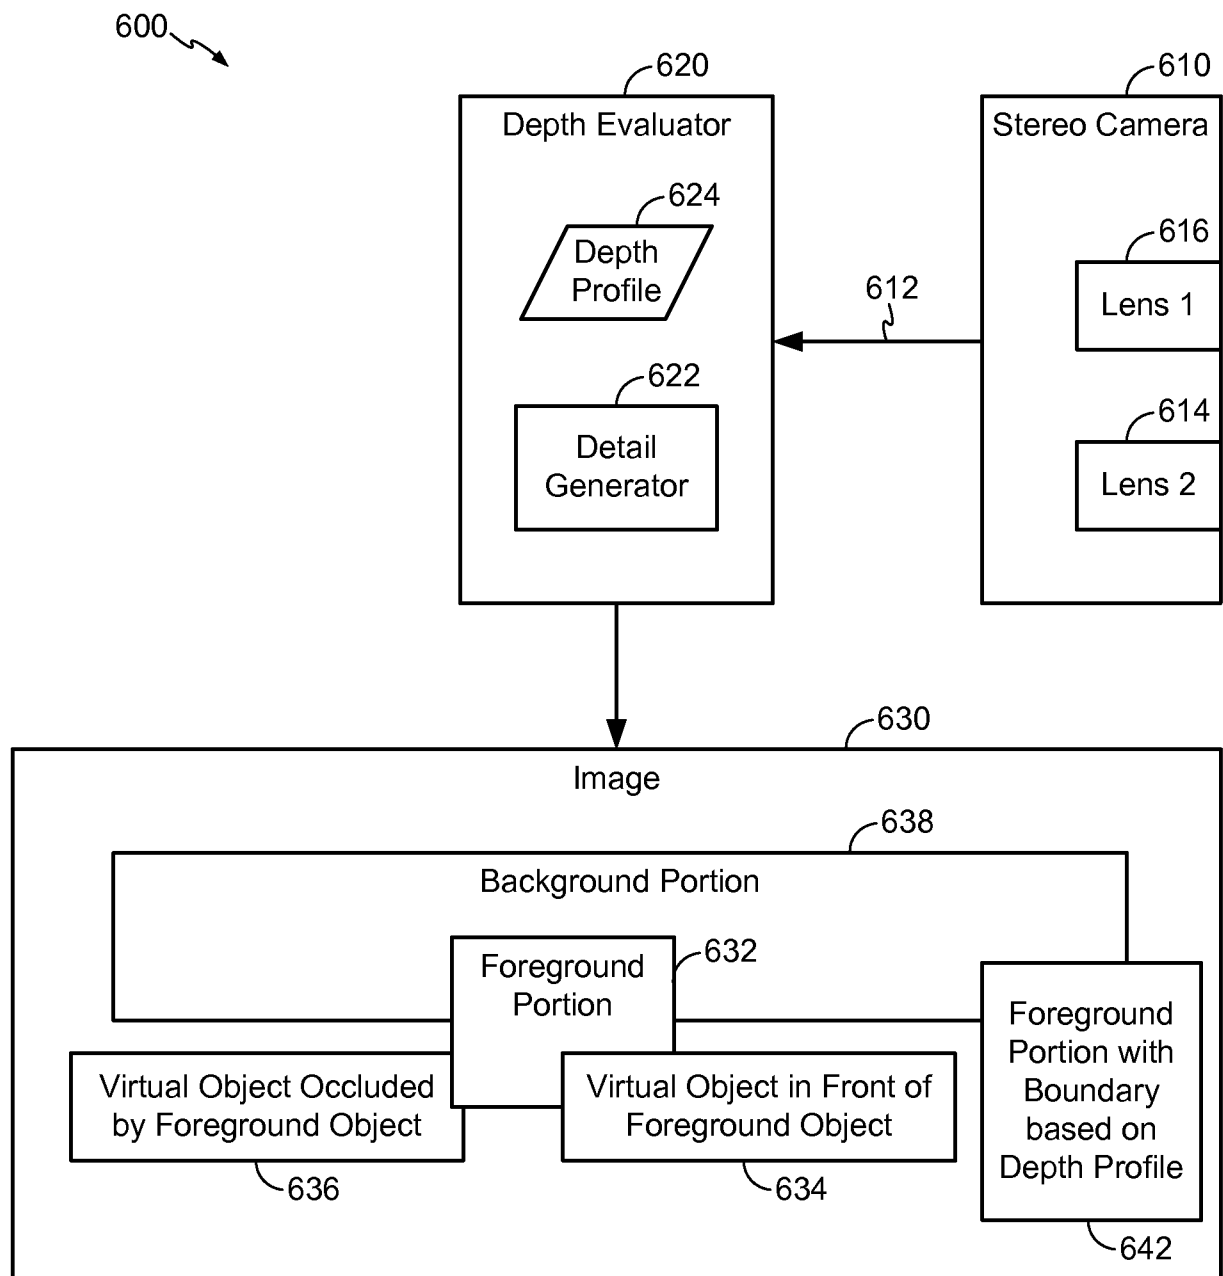 600
620
610
Depth Evaluator
Stereo Camera
624
Depth
Profile
616
Lens 1
612
622
Detail
Generator
614
Lens 2
630
Image
638
Background Portion
632
Foreground
Portion
Foreground
Portion with
Boundary
based on
Depth Profile
Virtual Object Occluded
by Foreground Object
Virtual Object in Front of
Foreground Object
636
634
642